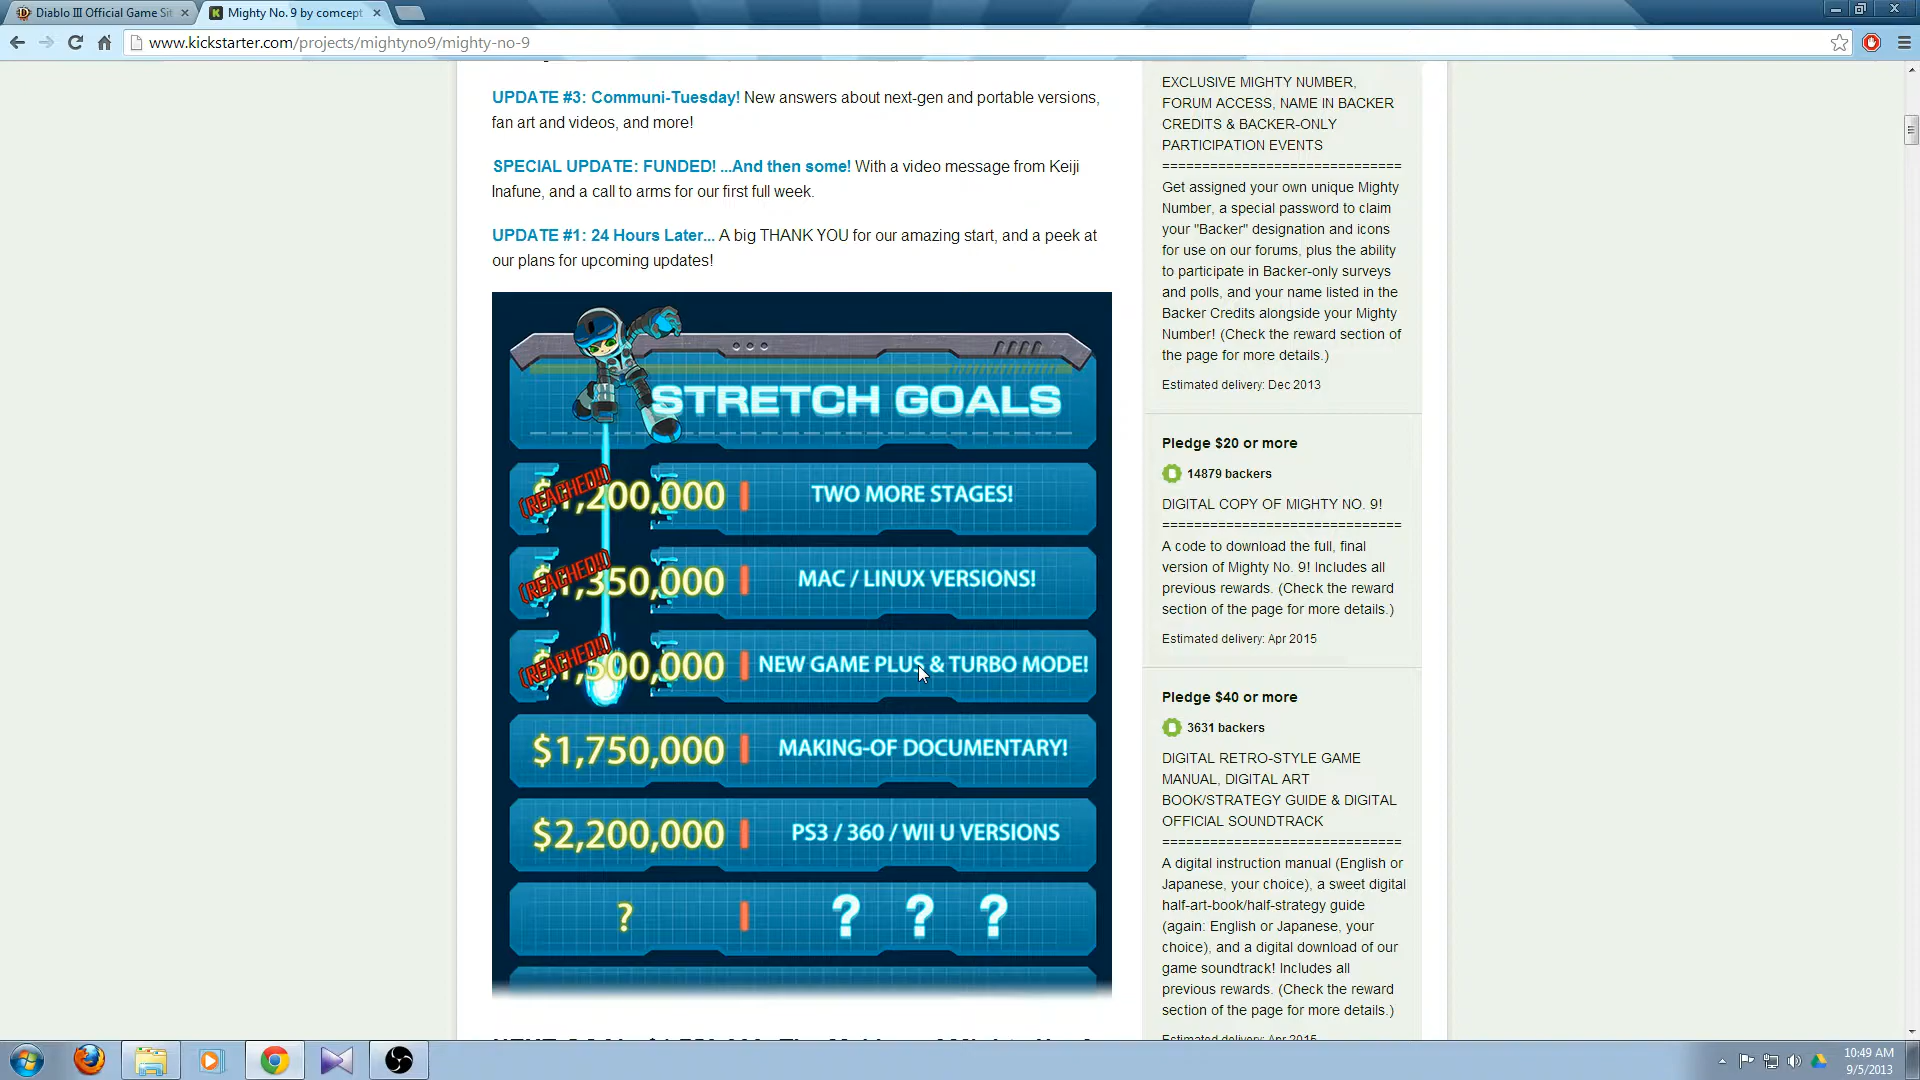 Diablo III Official Game Sit
Mighty No. 9 by comcept
www.kickstarter.com/projects/mightyno9/mighty-no-9
UPDATE #3: Communi-Tuesday! New answers about next-gen and portable versions,
fan art and videos, and more!
SPECIAL UPDATE: FUNDED! ...And then some! With a video message from Keiji
Inafune, and a call to arms for our first full week.
UPDATE #1: 24 Hours Later... A big THANK YOU for our amazing start, and a peek at
our plans for upcoming updates!
STRETCH GOALS
(REACHED!) $1,200,000 TWO MORE STAGES!
(REACHED!) $1,350,000 MAC / LINUX VERSIONS!
(REACHED!) $1,500,000 NEW GAME PLUS & TURBO MODE!
$1,750,000 MAKING-OF DOCUMENTARY!
$2,200,000 PS3 / 360 / WII U VERSIONS
? ? ? ?
EXCLUSIVE MIGHTY NUMBER,
FORUM ACCESS, NAME IN BACKER
CREDITS & BACKER-ONLY
PARTICIPATION EVENTS
==============================
Get assigned your own unique Mighty
Number, a special password to claim
your "Backer" designation and icons
for use on our forums, plus the ability
to participate in Backer-only surveys
and polls, and your name listed in the
Backer Credits alongside your Mighty
Number! (Check the reward section of
the page for more details.)
Estimated delivery: Dec 2013
Pledge $20 or more
14879 backers
DIGITAL COPY OF MIGHTY NO. 9!
==============================
A code to download the full, final
version of Mighty No. 9! Includes all
previous rewards. (Check the reward
section of the page for more details.)
Estimated delivery: Apr 2015
Pledge $40 or more
3631 backers
DIGITAL RETRO-STYLE GAME
MANUAL, DIGITAL ART
BOOK/STRATEGY GUIDE & DIGITAL
OFFICIAL SOUNDTRACK
==============================
A digital instruction manual (English or
Japanese, your choice), a sweet digital
half-art-book/half-strategy guide
(again: English or Japanese, your
choice), and a digital download of our
game soundtrack! Includes all
previous rewards. (Check the reward
section of the page for more details.)
Estimated delivery: Apr 2015
10:49 AM
9/5/2013